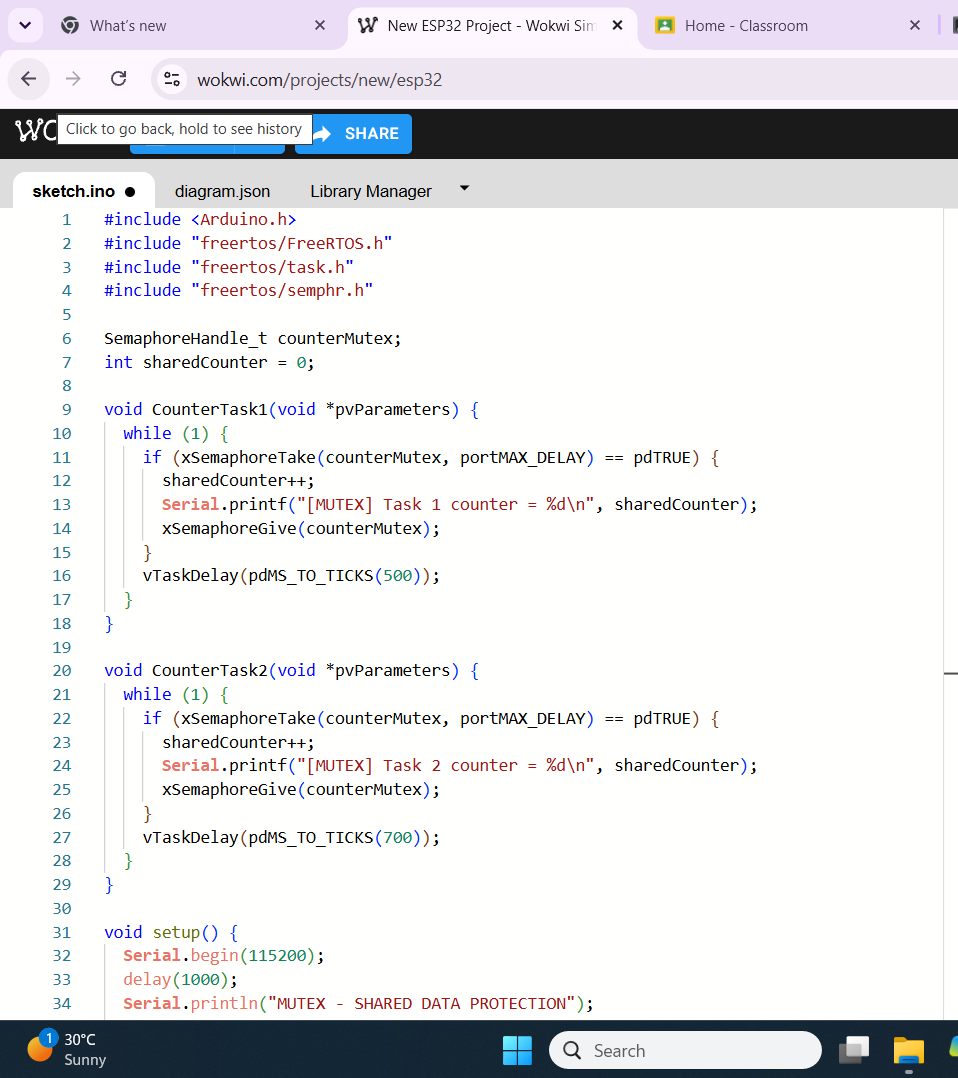 What's new
New ESP32 Project - Wokwi Sim
Home - Classroom
wokwi.com/projects/new/esp32
WO
Click to go back, hold to see history
SHARE
sketch.ino
diagram.json
Library Manager
1 #include <Arduino.h>
2 #include "freertos/FreeRTOS.h"
3 #include "freertos/task.h"
4 #include "freertos/semphr.h"
5
6 SemaphoreHandle_t counterMutex;
7 int sharedCounter = 0;
8
9 void CounterTask1(void *pvParameters) {
10 while (1) {
11 if (xSemaphoreTake(counterMutex, portMAX_DELAY) == pdTRUE) {
12 sharedCounter++;
13 Serial.printf("[MUTEX] Task 1 counter = %d\n", sharedCounter);
14 xSemaphoreGive(counterMutex);
15 }
16 vTaskDelay(pdMS_TO_TICKS(500));
17 }
18 }
19
20 void CounterTask2(void *pvParameters) {
21 while (1) {
22 if (xSemaphoreTake(counterMutex, portMAX_DELAY) == pdTRUE) {
23 sharedCounter++;
24 Serial.printf("[MUTEX] Task 2 counter = %d\n", sharedCounter);
25 xSemaphoreGive(counterMutex);
26 }
27 vTaskDelay(pdMS_TO_TICKS(700));
28 }
29 }
30
31 void setup() {
32 Serial.begin(115200);
33 delay(1000);
34 Serial.println("MUTEX - SHARED DATA PROTECTION");
1
30°C
Sunny
Search